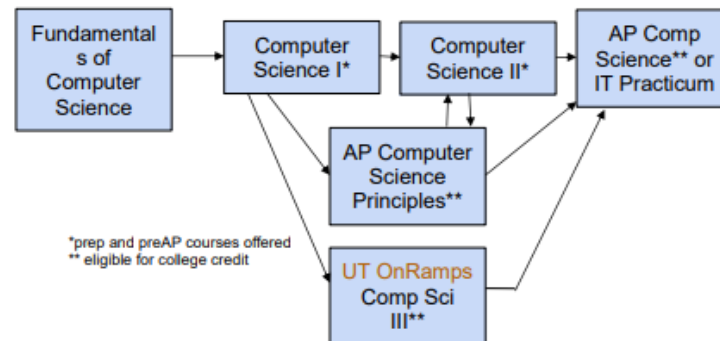 Fundamental
s of
Computer
Science
Computer
Science I*
Computer
Science II*
AP Comp
Science** or
IT Practicum
AP Computer
Science
Principles**
*prep and preAP courses offered
** eligible for college credit
UT OnRamps
Comp Sci
III**